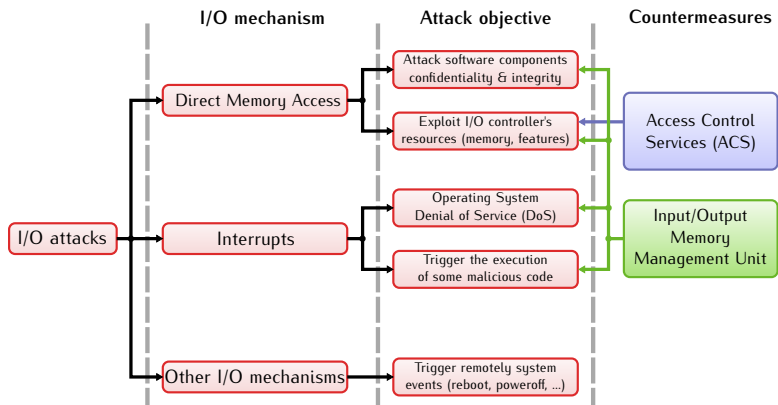 I/O mechanism
Attack objective
Countermeasures
Attack software components
confidentiality & integrity
Direct Memory Access
Exploit I/O controller's
resources (memory, features)
Access Control
Services (ACS)
I/O attacks
Interrupts
Operating System
Denial of Service (DoS)
Trigger the execution
of some malicious code
Input/Output
Memory
Management Unit
Other I/O mechanisms
Trigger remotely system
events (reboot, poweroff, ...)